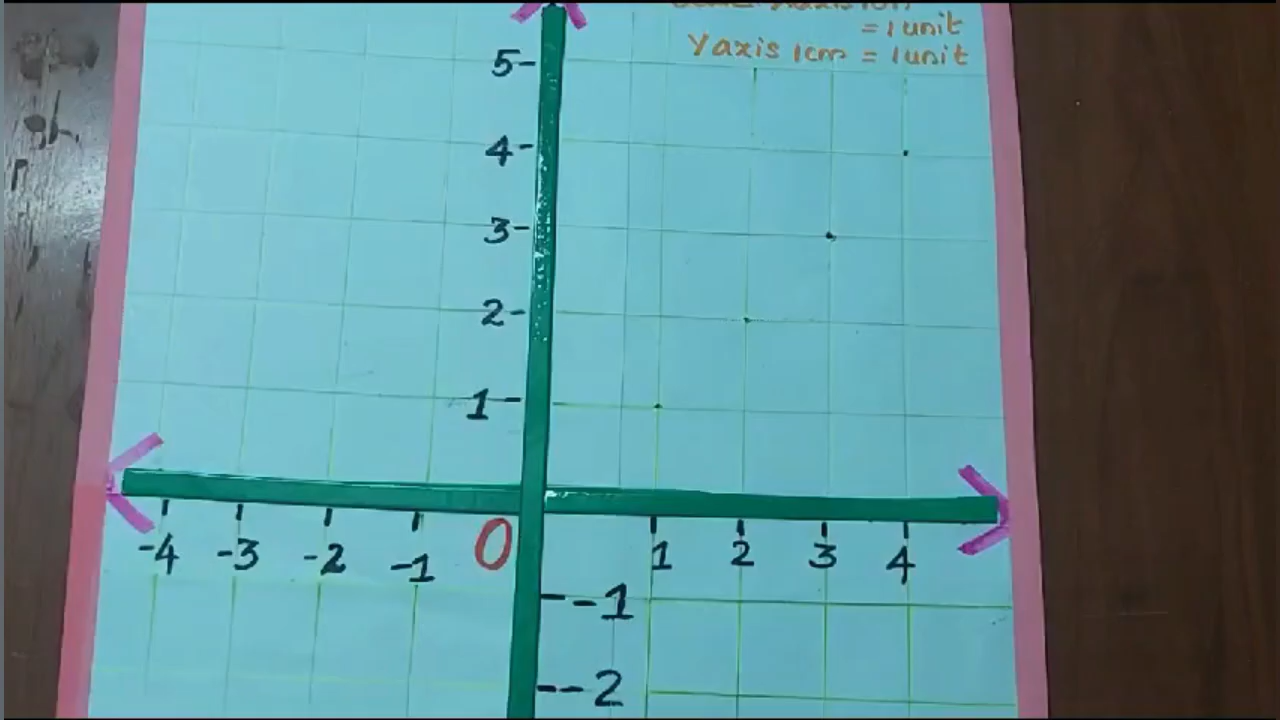 = 1 unit
Y axis 1cm = 1 unit
5
4
3
2
1
0
-4 -3 -2 -1 1 2 3 4
-1
-2